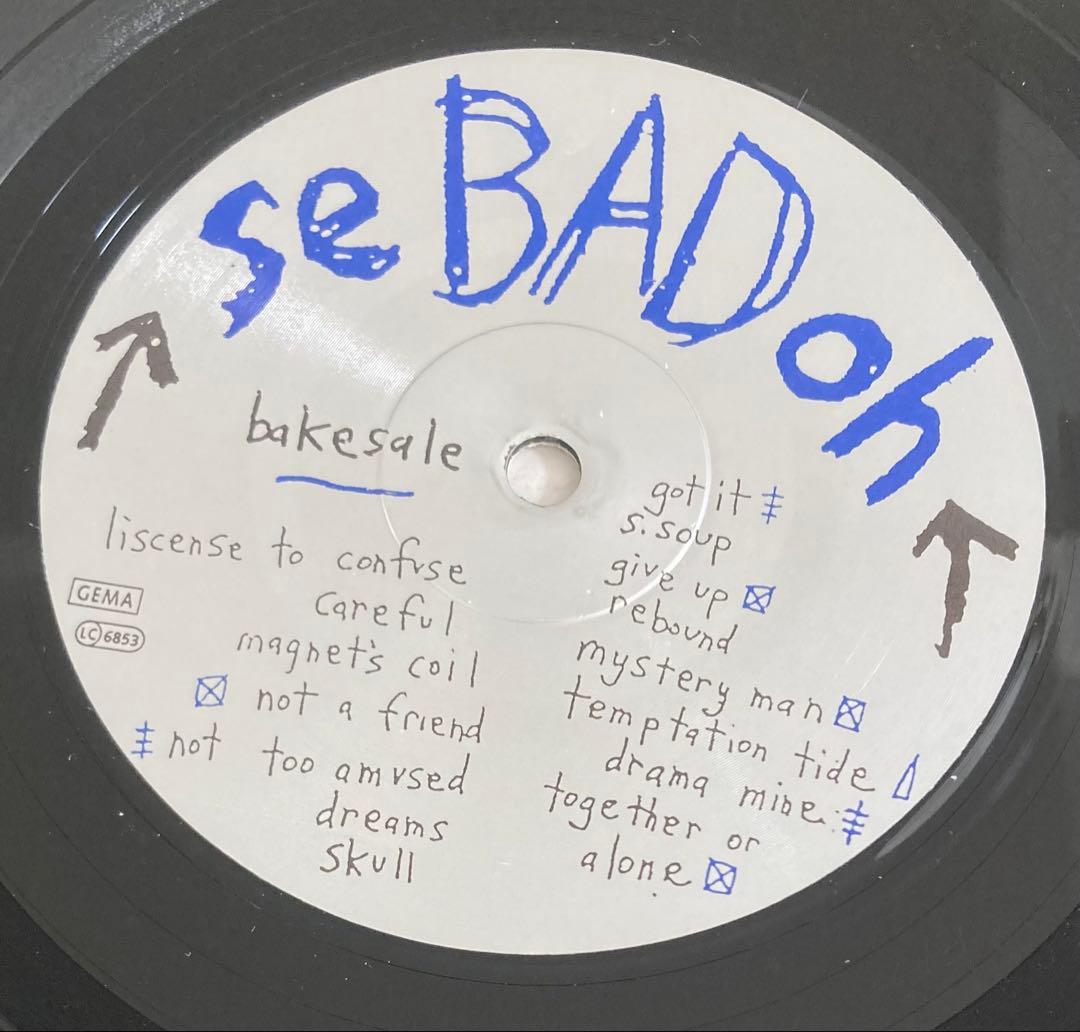 seBADoh
bakesale
liscense to confuse
careful
magnet's coil
not a friend
not too amused
dreams
skull
GEMA
LC 6853
got it
s. soup
give up
rebound
mystery man
temptation tide
drama mine
together or
alone